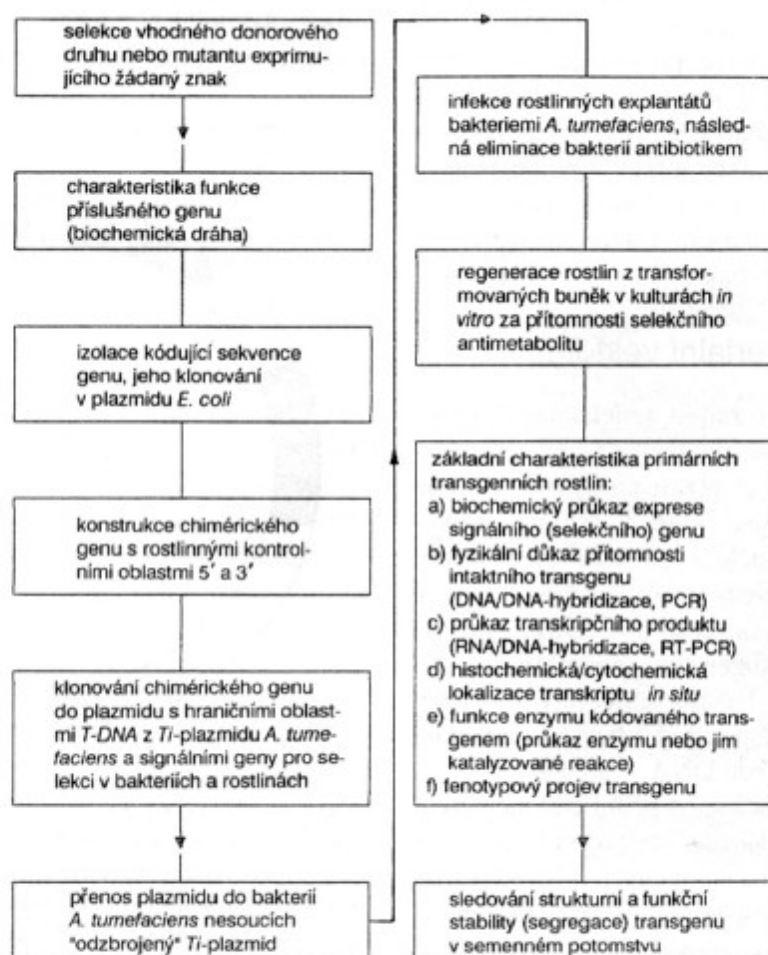 selekce vhodného donorového
druhu nebo mutantu exprimu-
jícího žádaný znak
charakteristika funkce
příslušného genu
(biochemická dráha)
izolace kódující sekvence
genu, jeho klonování
v plazmidu E. coli
konstrukce chimérického
genu s rostlinnými kontrol-
ními oblastmi 5´ a 3´
klonování chimérického genu
do plazmidu s hraničními oblast-
mi T-DNA z Ti-plazmidu A. tume-
faciens a signálními geny pro se-
lekci v bakteriích a rostlinách
přenos plazmidu do bakterií
A. tumefaciens nesoucích
"odzbrojený" Ti-plazmid
infekce rostlinných explantátů
bakteriemi A. tumefaciens, násled-
ná eliminace bakterií antibiotikem
regenerace rostlin z transfor-
movaných buněk v kulturách in
vitro za přítomnosti selekčního
antimetabolitu
základní charakteristika primárních
transgenních rostlin:
a) biochemický průkaz exprese
signálního (selekčního) genu
b) fyzikální důkaz přítomnosti
intaktního transgenu
(DNA/DNA-hybridizace, PCR)
c) průkaz transkripčního produktu
(RNA/DNA-hybridizace, RT-PCR)
d) histochemická/cytochemická
lokalizace transkriptu in situ
e) funkce enzymu kódovaného trans-
genem (průkaz enzymu nebo jím
katalyzované reakce)
f) fenotypový projev transgenu
sledování strukturní a funkční
stability (segregace) transgenu
v semenném potomstvu